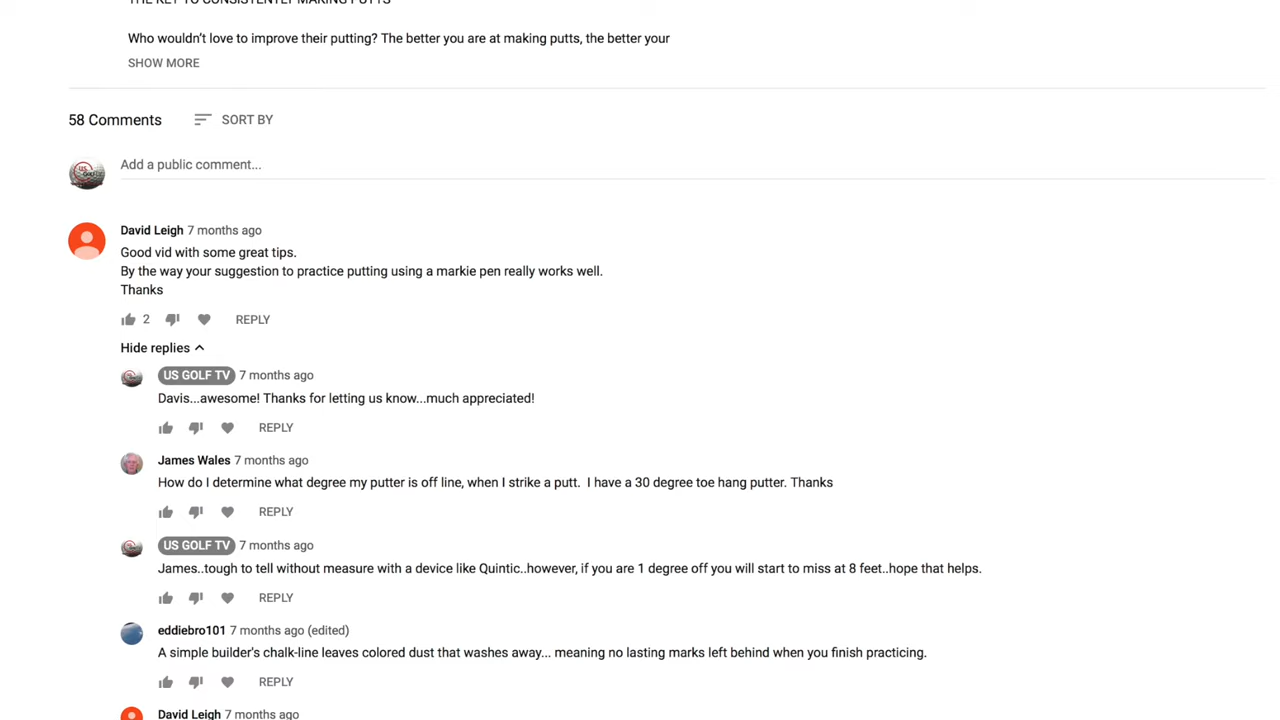 THE KEY TO CONSISTENTLY MAKING PUTTS
Who wouldn't love to improve their putting? The better you are at making putts, the better your
SHOW MORE
58 Comments SORT BY
Add a public comment...
David Leigh 7 months ago
Good vid with some great tips.
By the way your suggestion to practice putting using a markie pen really works well.
Thanks
2 REPLY
Hide replies
US GOLF TV 7 months ago
Davis...awesome! Thanks for letting us know...much appreciated!
REPLY
James Wales 7 months ago
How do I determine what degree my putter is off line, when I strike a putt.  I have a 30 degree toe hang putter. Thanks
REPLY
US GOLF TV 7 months ago
James..tough to tell without measure with a device like Quintic..however, if you are 1 degree off you will start to miss at 8 feet..hope that helps.
REPLY
eddiebro101 7 months ago (edited)
A simple builder's chalk-line leaves colored dust that washes away... meaning no lasting marks left behind when you finish practicing.
REPLY
David Leigh 7 months ago